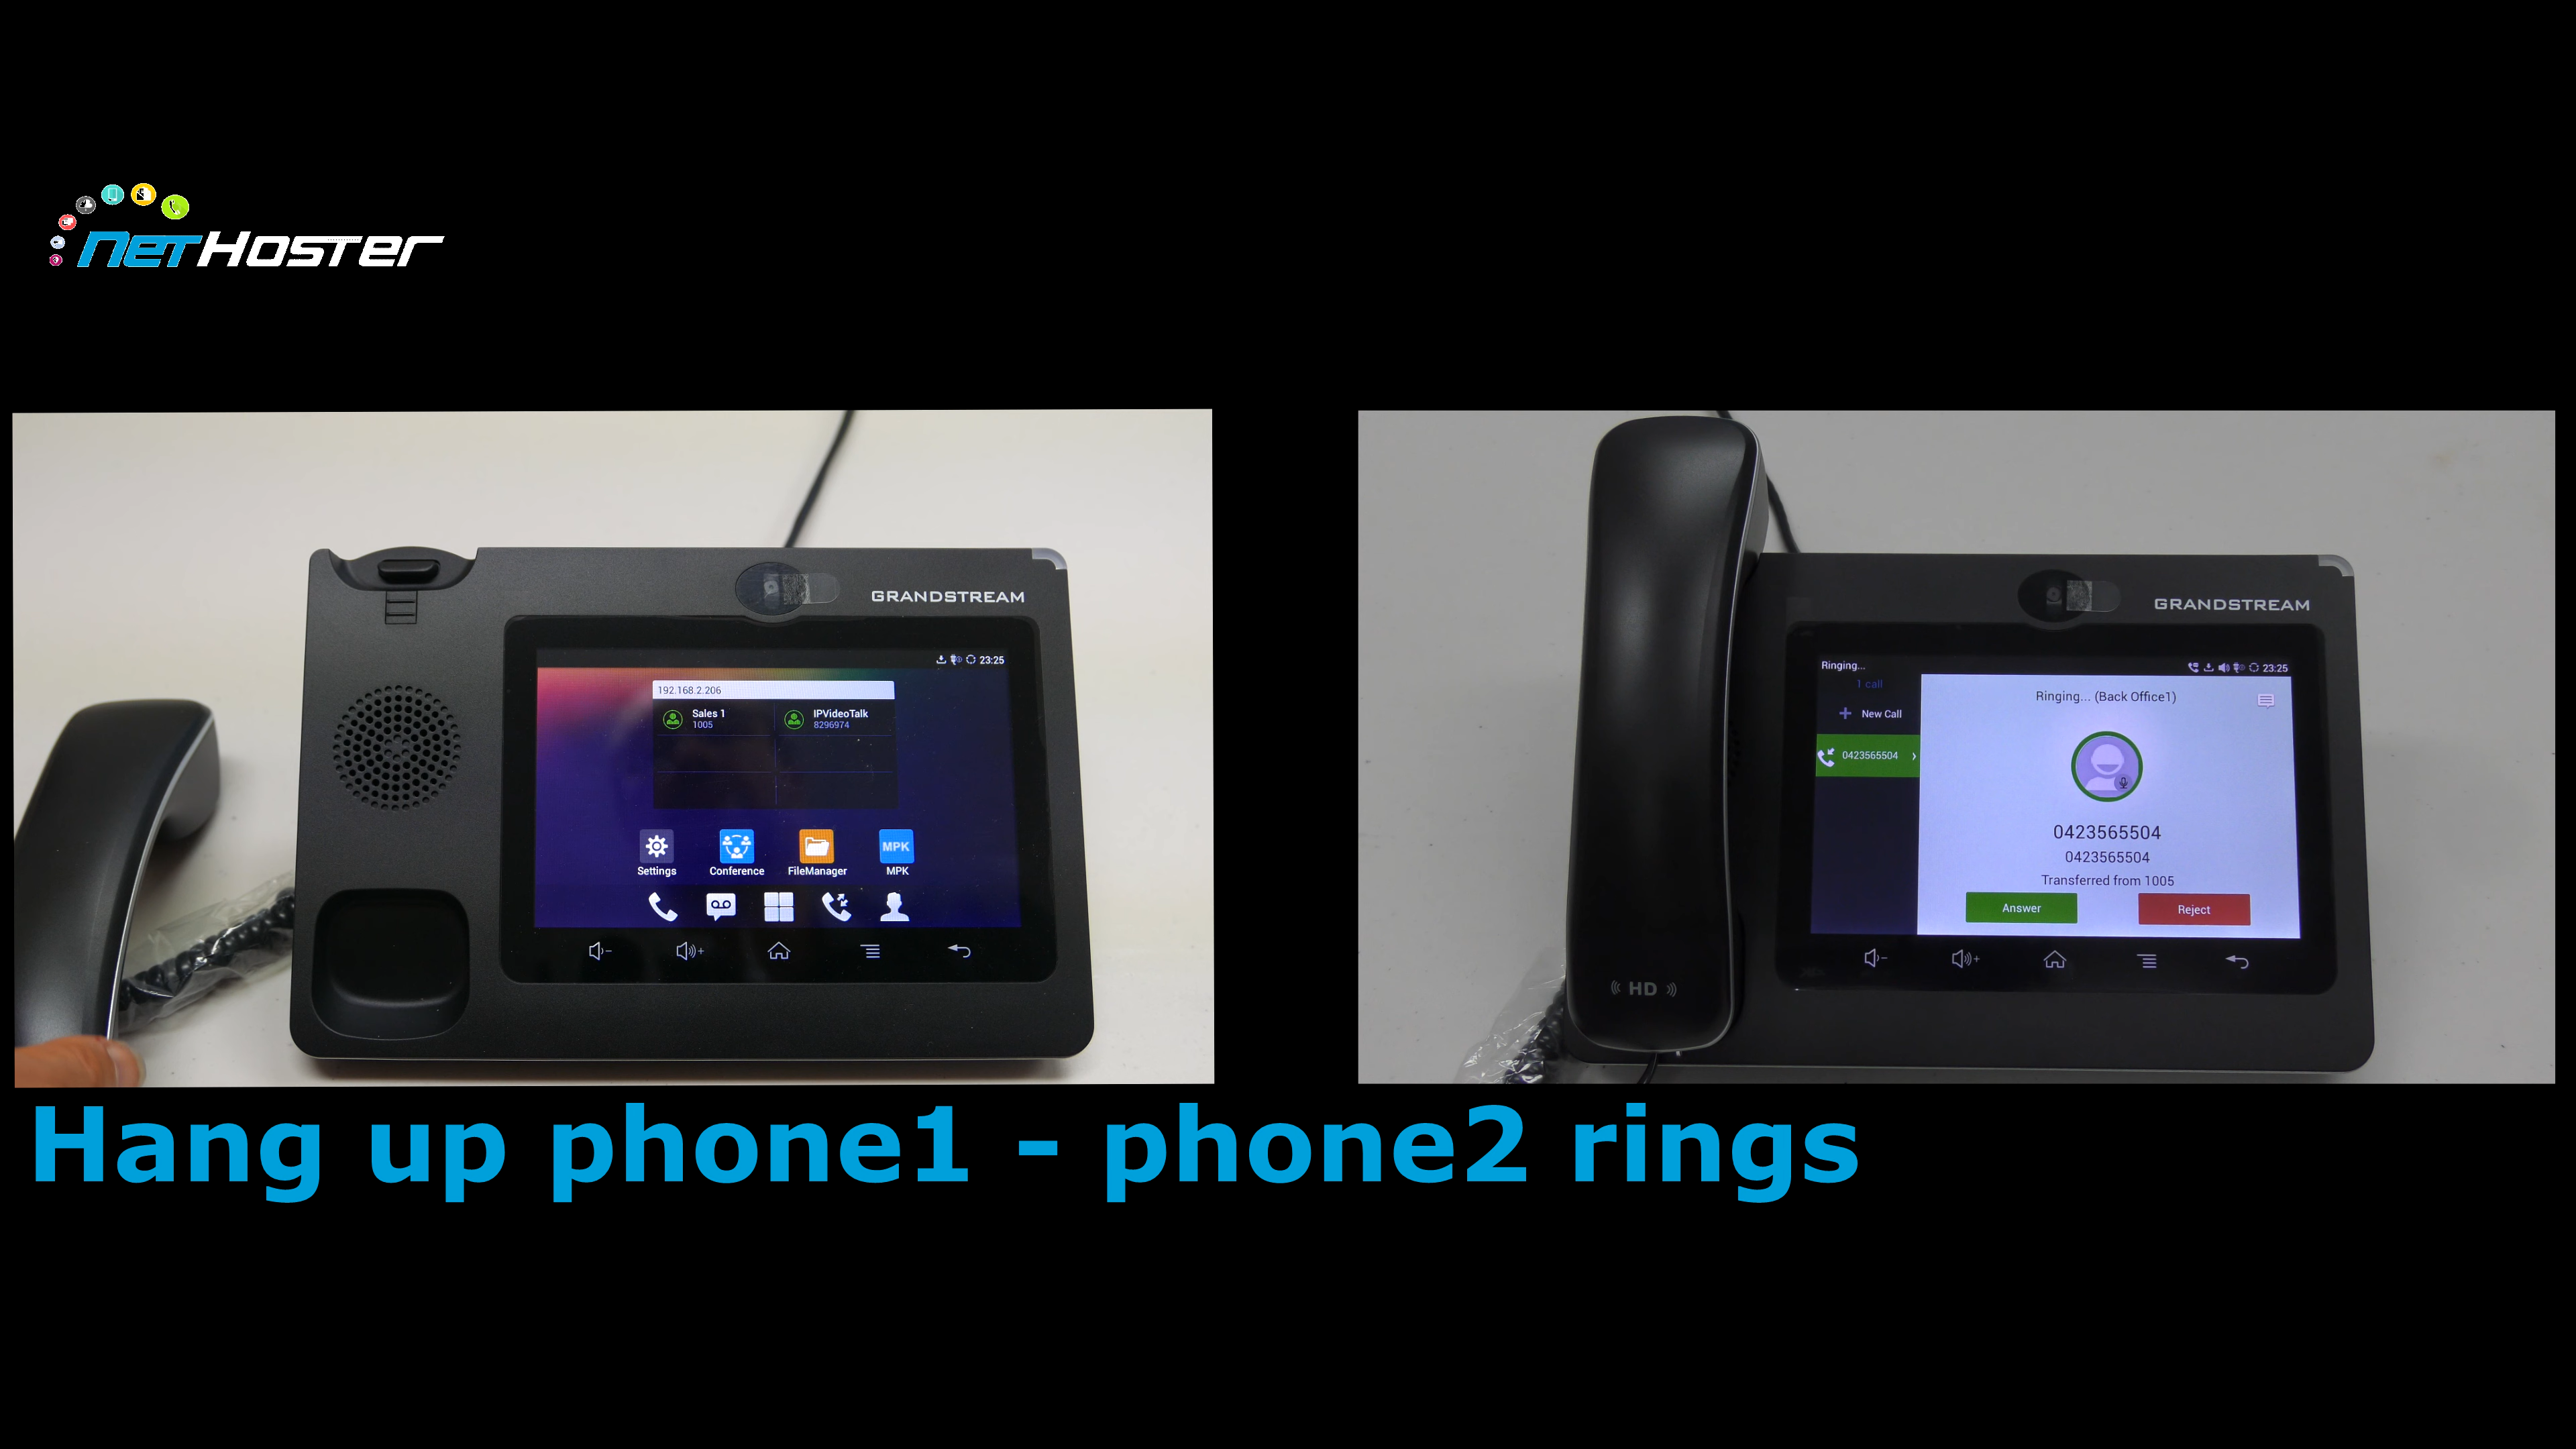 NETHOSTER
GRANDSTREAM
23:25
192.168.2.206
Sales 1
1005
IPVideoTalk
8296974
MPK
Settings
Conference
FileManager
MPK
GRANDSTREAM
Ringing...
23:25
1 call
+ New Call
0423565504
Ringing... (Back Office1)
0423565504
0423565504
Transferred from 1005
Answer
Reject
HD
Hang up phone1 - phone2 rings